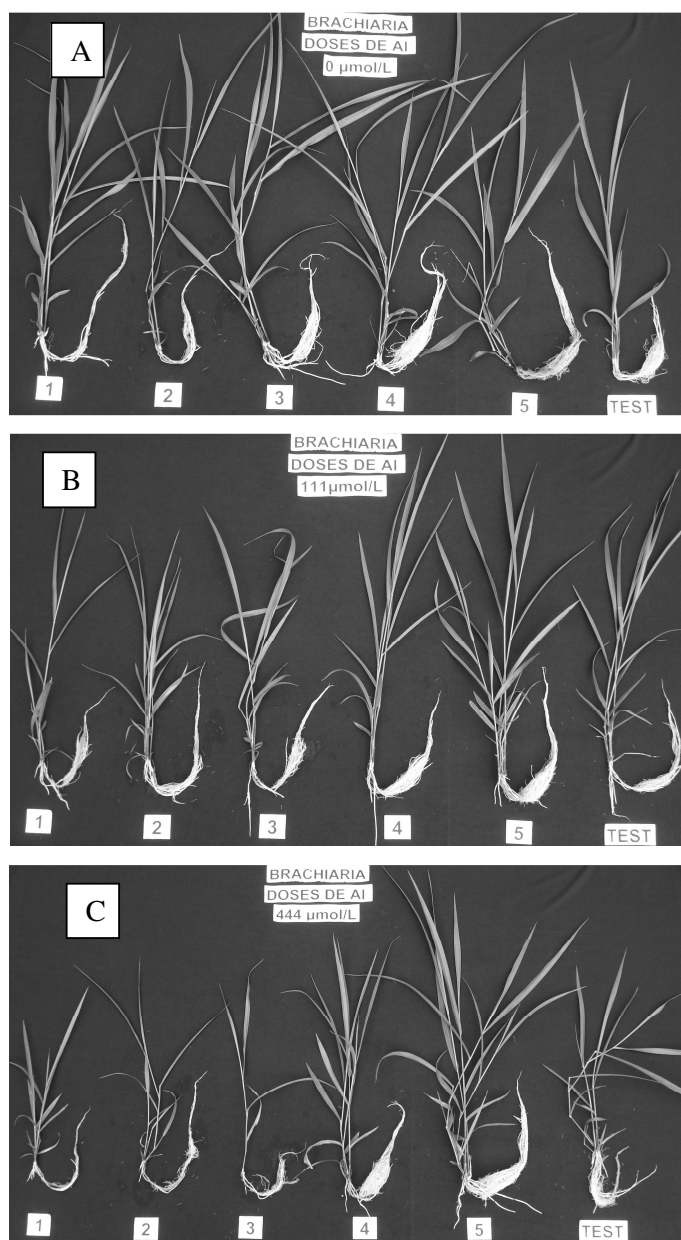 A
BRACHIARIA
DOSES DE Al
0 µmol/L
1
2
3
4
5
TEST
B
BRACHIARIA
DOSES DE Al
111µmol/L
1
2
3
4
5
TEST
C
BRACHIARIA
DOSES DE Al
444 µmol/L
1
2
3
4
5
TEST